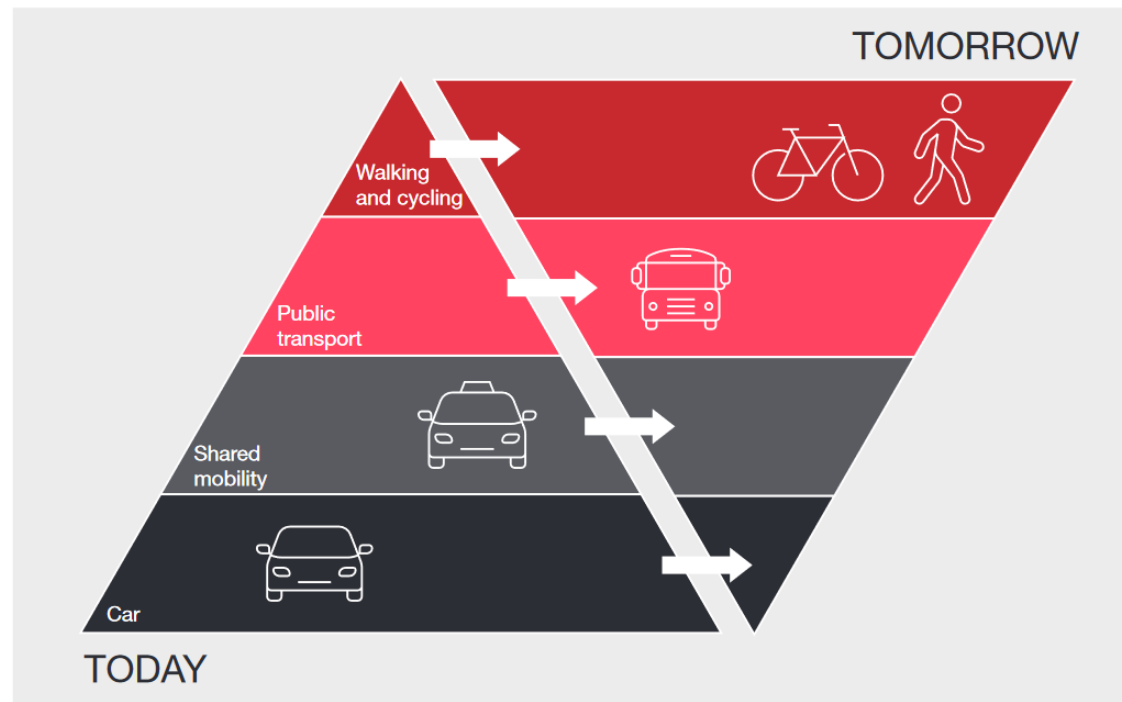 TOMORROW
Walking
and cycling
Public
transport
Shared
mobility
Car
TODAY